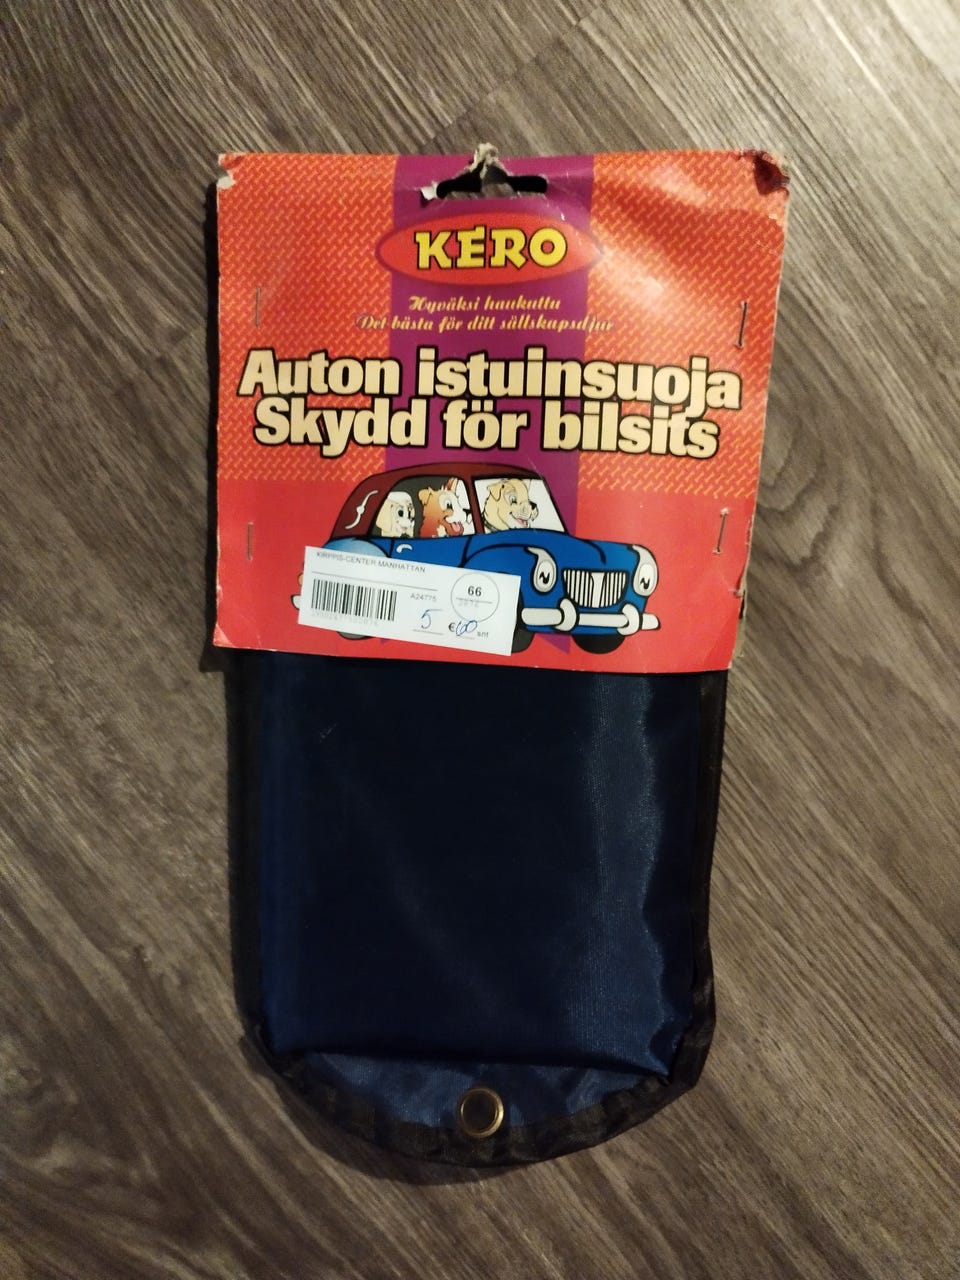 KERO
Hyväksi haukuttu
Det bästa för ditt sällskapsdjur
Auton istuinsuoja
Skydd för bilsits
KIRPPIS-CENTER MANHATTAN
A24775
66
5 € 60 snt